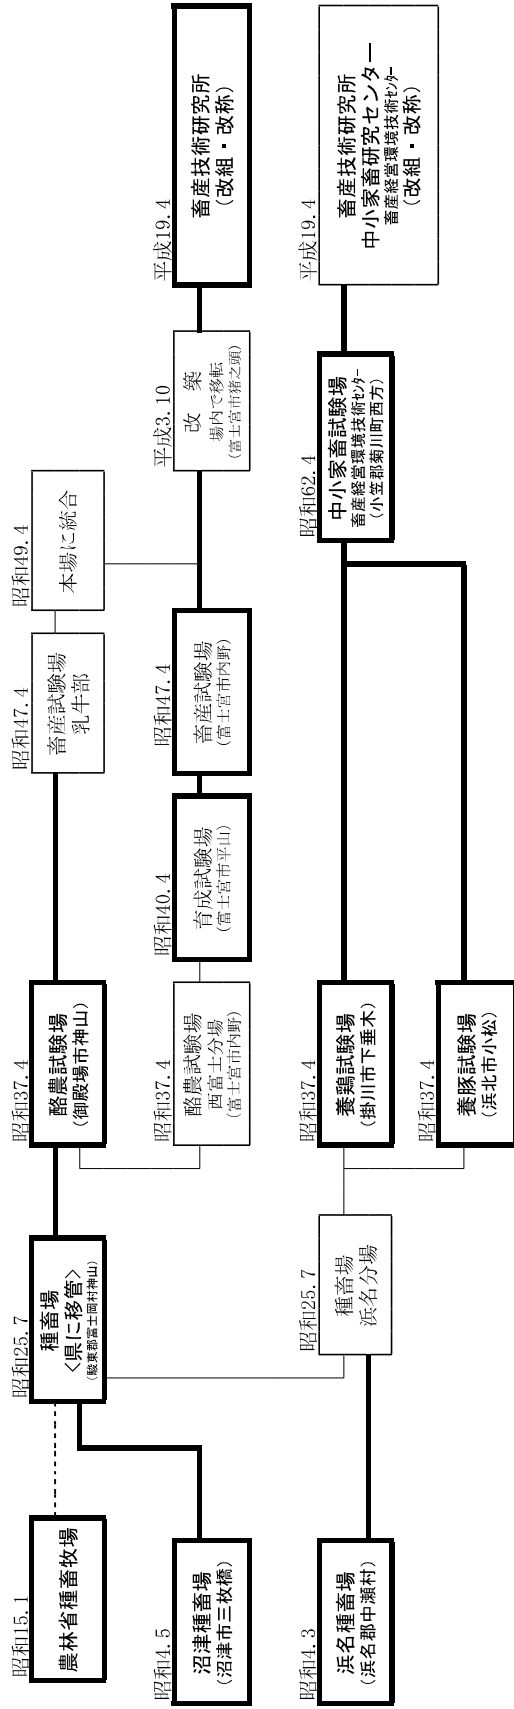 昭和15.1
農林省種畜牧場
昭和25.7
種畜場
<県に移管>
(駿東郡富士岡村神山)
昭和37.4
酪農試験場
(御殿場市神山)
昭和47.4
畜産試験場
乳牛部
昭和49.4
本場に統合
昭和4.5
沼津種畜場
(沼津市三枚橋)
昭和37.4
酪農試験場
西富士分場
(富士宮市内野)
昭和40.4
育成試験場
(富士宮市平山)
昭和47.4
畜産試験場
(富士宮市内野)
平成3.10
改 築
場内で移転
(富士宮市猪之頭)
平成19.4
畜産技術研究所
(改組・改称)
昭和4.3
浜名種畜場
(浜名郡中瀬村)
昭和25.7
種畜場
浜名分場
昭和37.4
養鶏試験場
(掛川市下垂木)
昭和62.4
中小家畜試験場
畜産経営環境技術ｾﾝﾀｰ
(小笠郡菊川町西方)
平成19.4
畜産技術研究所
中小家畜研究センター
畜産経営環境技術ｾﾝﾀｰ
(改組・改称)
昭和37.4
養豚試験場
(浜北市小松)